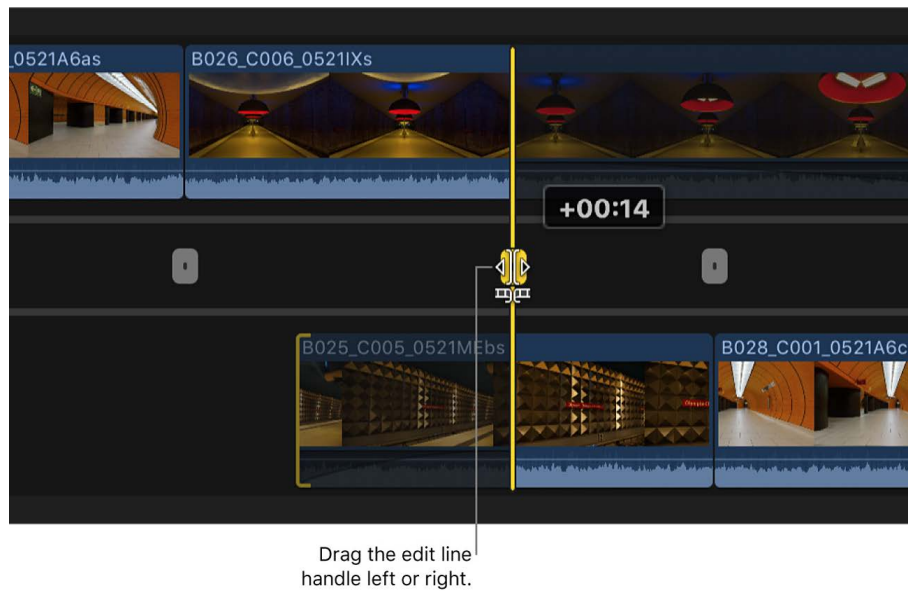 _0521A6as
B026_C006_0521IXs
+00:14
B025_C005_0521MEbs
B028_C001_0521A6c
Drag the edit line
handle left or right.